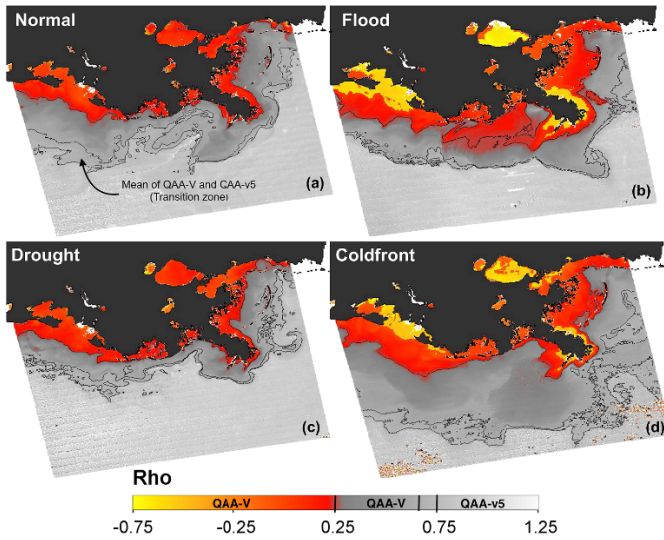 Normal
Flood
Mean of QAA-V and CAA-v5
(Transition zone)
(a)
(b)
Drought
Coldfront
(c)
(d)
Rho
QAA-V
QAA-V
QAA-v5
-0.75
-0.25
0.25
0.75
1.25